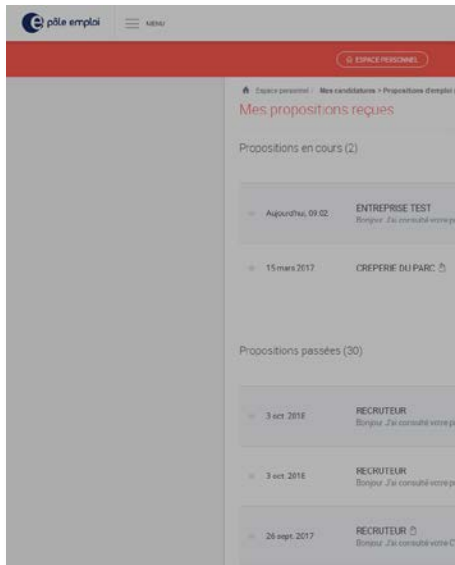 pôle emploi
MENU
ESPACE PERSONNEL
Espace personnel / Mes candidatures > Propositions d'emploi
Mes propositions reçues
Propositions en cours (2)
Aujourd'hui, 09:02 ENTREPRISE TEST
Bonjour. J'ai consulté votre p
15 mars 2017 CREPERIE DU PARC
Propositions passées (30)
3 oct. 2018 RECRUTEUR
Bonjour. J'ai consulté votre p
3 oct. 2018 RECRUTEUR
Bonjour. J'ai consulté votre p
26 sept. 2017 RECRUTEUR
Bonjour. J'ai consulté votre C